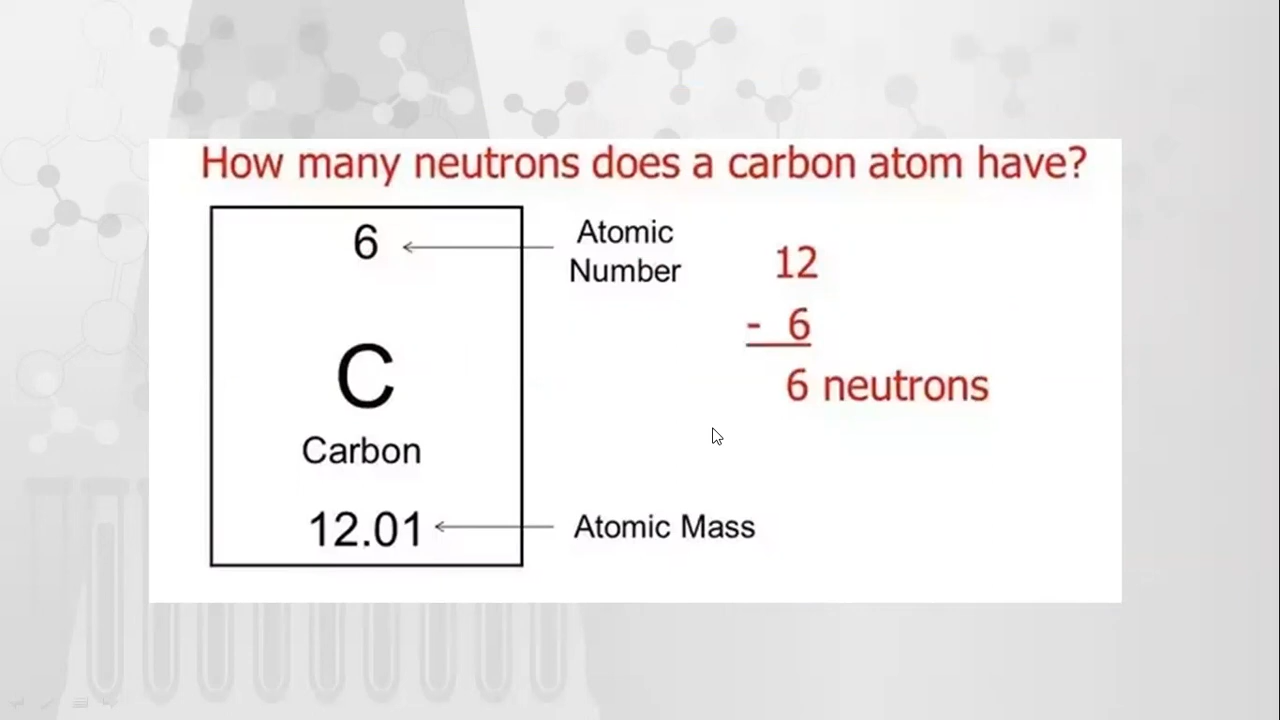 How many neutrons does a carbon atom have?
6
Atomic
Number
C
Carbon
12.01
Atomic Mass
12
- 6
6 neutrons